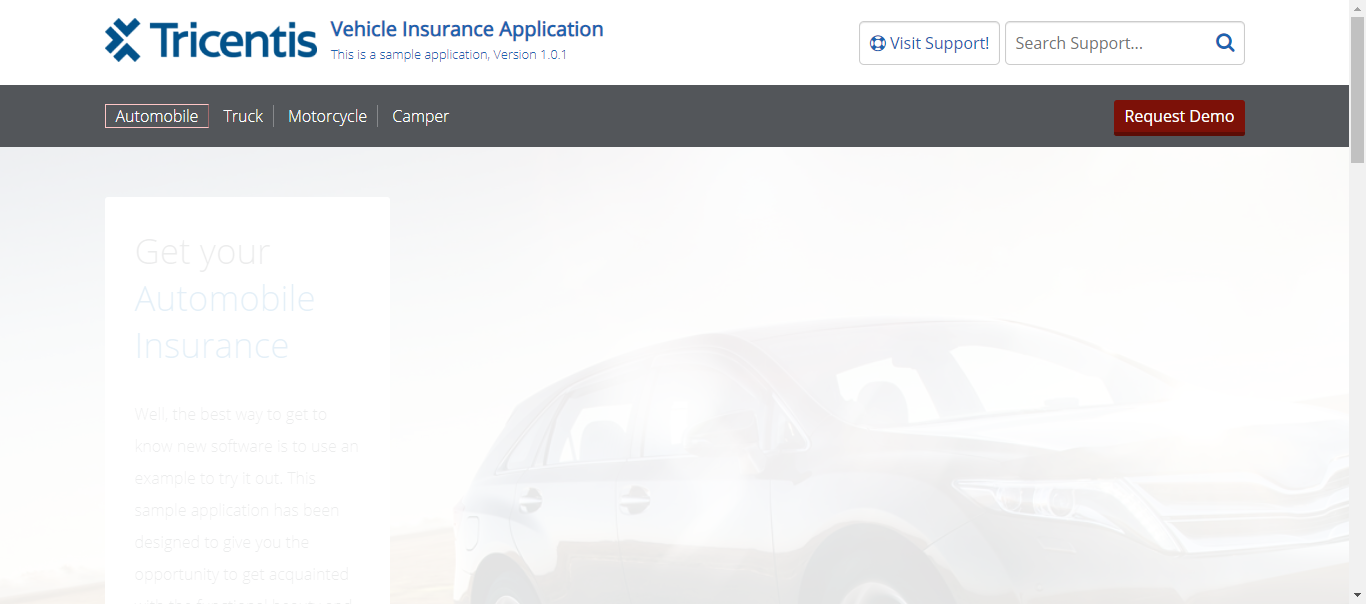 Tricentis
Vehicle Insurance Application
This is a sample application, Version 1.0.1
Visit Support!
Search Support...
Automobile
Truck
Motorcycle
Camper
Request Demo
Get your
Automobile
Insurance
Well, the best way to get to
know new software is to use an
example to try it out. This
sample application has been
designed to give you the
opportunity to get acquainted